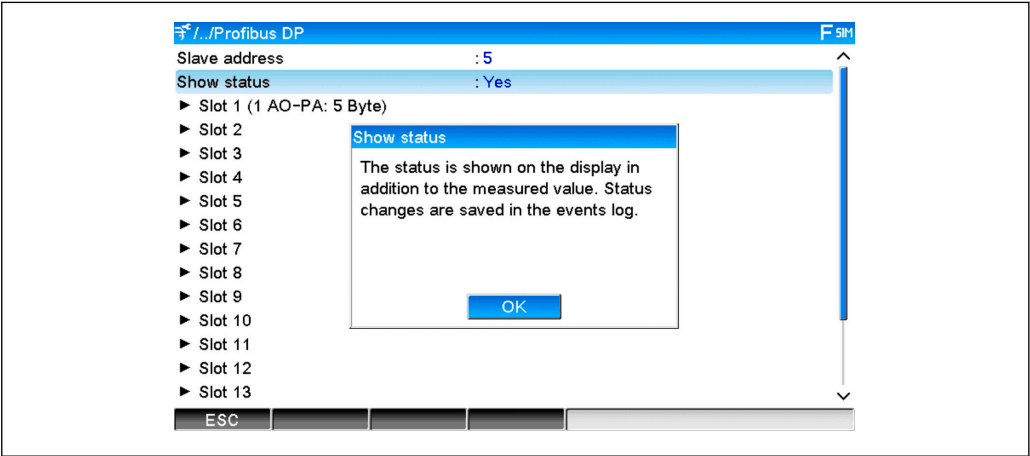 /../Profibus DP F SIM
Slave address : 5
Show status : Yes
► Slot 1 (1 AO-PA: 5 Byte)
► Slot 2
► Slot 3
► Slot 4
► Slot 5
► Slot 6
► Slot 7
► Slot 8
► Slot 9
► Slot 10
► Slot 11
► Slot 12
► Slot 13
Show status
The status is shown on the display in
addition to the measured value. Status
changes are saved in the events log.
OK
ESC